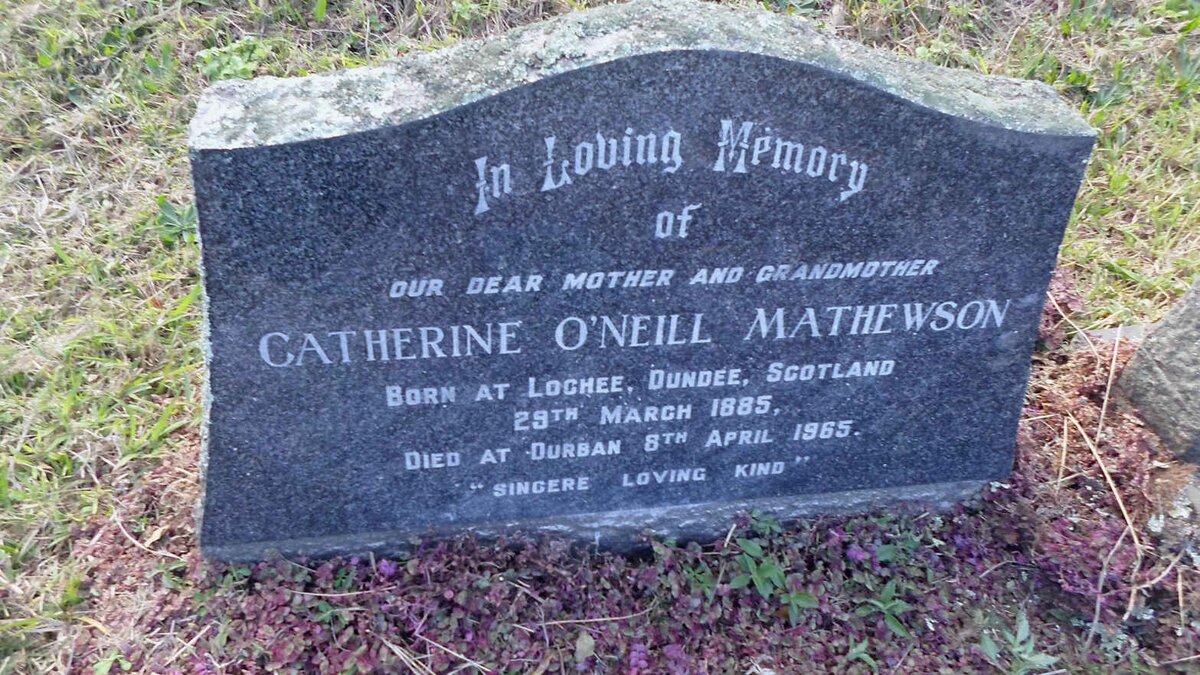 In Loving Memory
of
OUR DEAR MOTHER AND GRANDMOTHER
CATHERINE O'NEILL MATHEWSON
BORN AT LOCHEE, DUNDEE, SCOTLAND
29TH MARCH 1885,
DIED AT DURBAN 8TH APRIL 1965.
"SINCERE LOVING KIND"